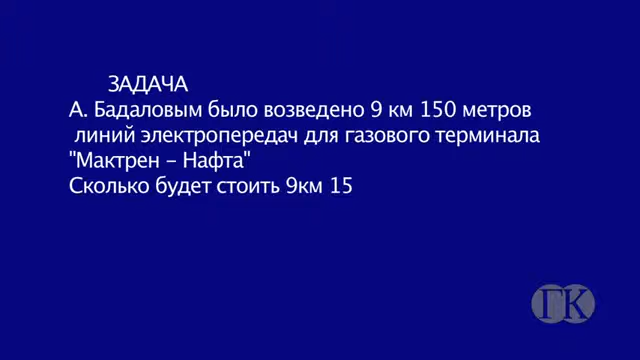 ЗАДАЧА
А. Бадаловым было возведено 9 км 150 метров
линий электропередач для газового терминала
"Мактрен – Нафта"
Сколько будет стоить 9км 15
ГК